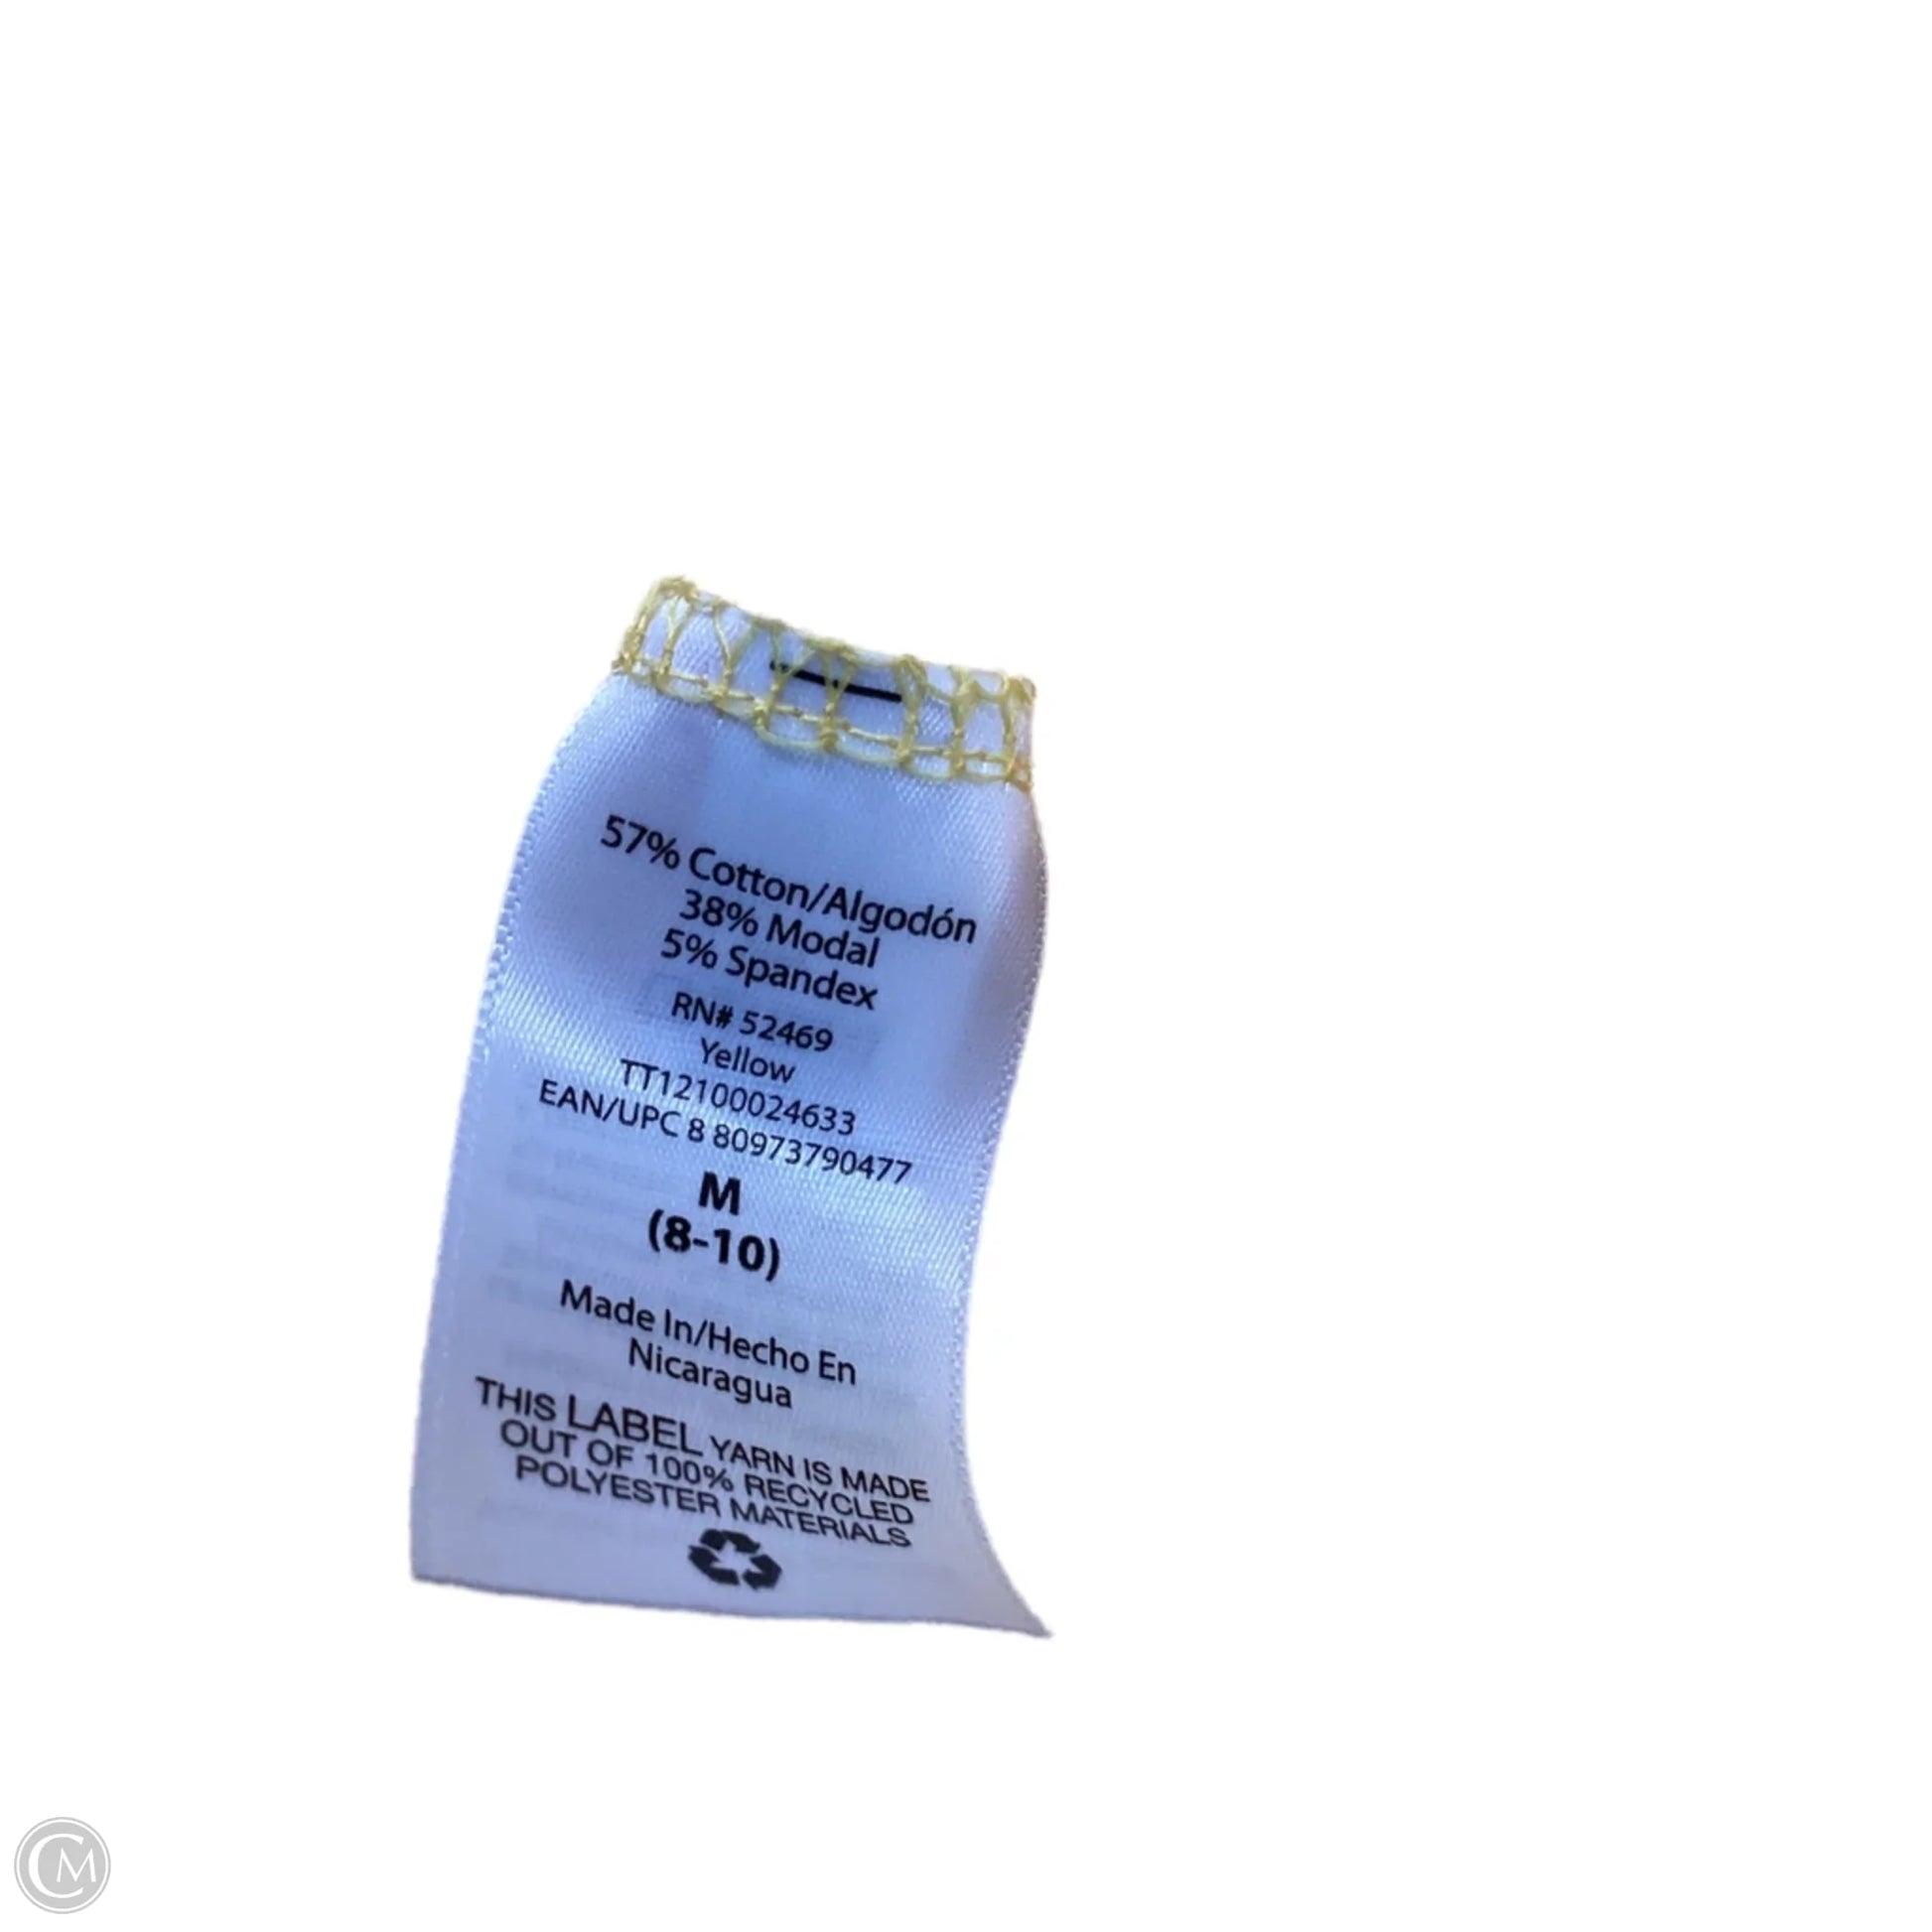 57% Cotton/Algodón
38% Modal
5% Spandex
RN# 52469
Yellow
TT12100024633
EAN/UPC 8 80973790477
M
(8-10)
Made In/Hecho En
Nicaragua
THIS LABEL YARN IS MADE
OUT OF 100% RECYCLED
POLYESTER MATERIALS
CM